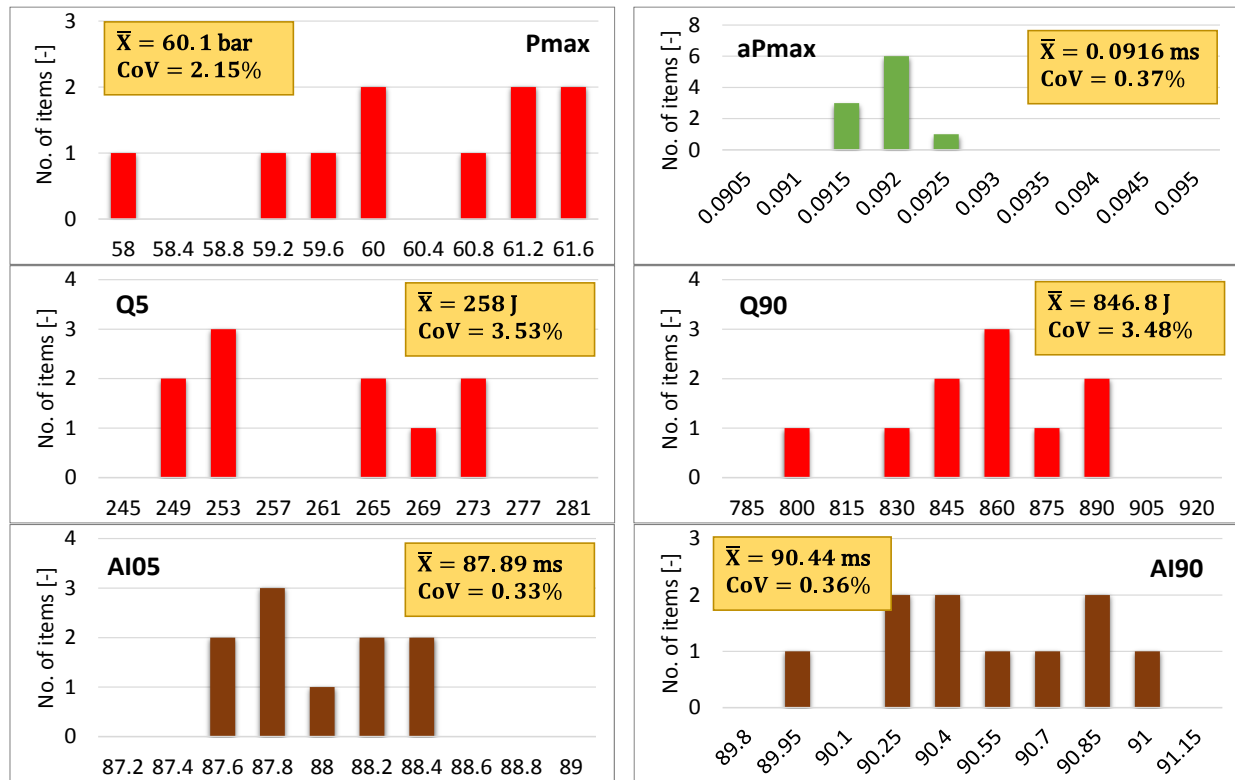 No. of items [-]
3
2
1
0
X̅ = 60.1 bar
CoV = 2.15%
Pmax
58 58.4 58.8 59.2 59.6 60 60.4 60.8 61.2 61.6
No. of items [-]
8
6
4
2
0
aPmax
X̅ = 0.0916 ms
CoV = 0.37%
0.0905 0.091 0.0915 0.092 0.0925 0.093 0.0935 0.094 0.0945 0.095
No. of items [-]
4
3
2
1
0
Q5
X̅ = 258 J
CoV = 3.53%
245 249 253 257 261 265 269 273 277 281
No. of items [-]
4
3
2
1
0
X̅ = 846.8 J
CoV = 3.48%
Q90
785 800 815 830 845 860 875 890 905 920
No. of items [-]
4
3
2
1
0
AI05
X̅ = 87.89 ms
CoV = 0.33%
87.2 87.4 87.6 87.8 88 88.2 88.4 88.6 88.8 89
No. of items [-]
3
2
1
0
X̅ = 90.44 ms
CoV = 0.36%
AI90
89.8 89.95 90.1 90.25 90.4 90.55 90.7 90.85 91 91.15